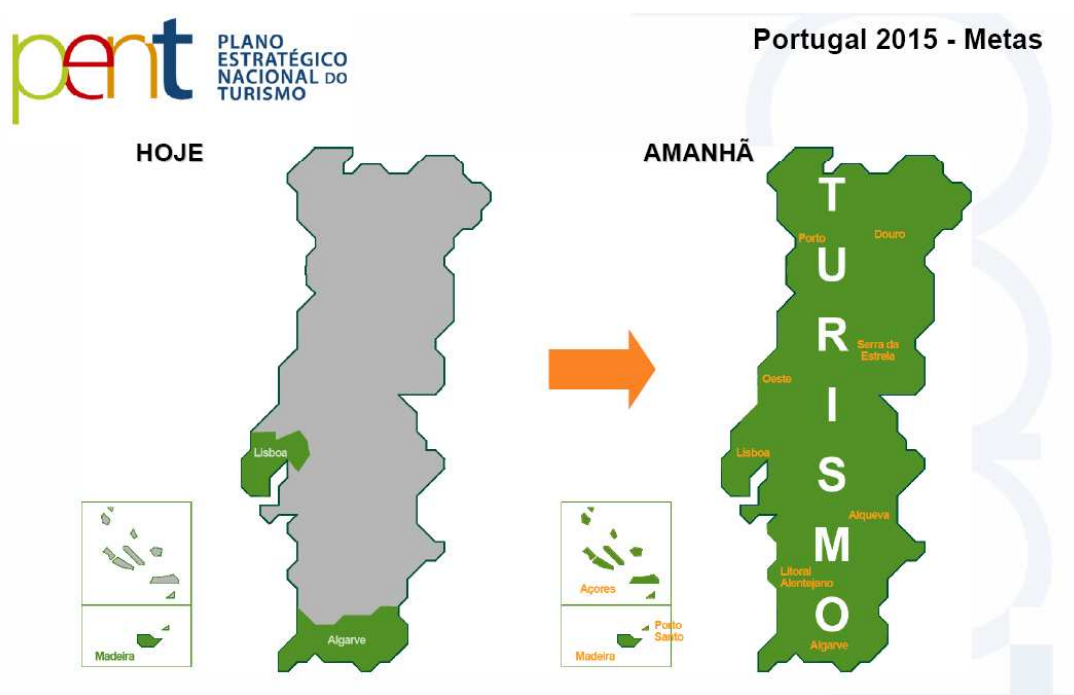 pent
PLANO
ESTRATÉGICO
NACIONAL DO
TURISMO
Portugal 2015 - Metas
HOJE
Lisboa
Algarve
Madeira
AMANHÃ
TURISMO
Porto
Douro
Serra da
Estrela
Oeste
Lisboa
Alqueva
Litoral
Alentejano
Algarve
Açores
Porto
Santo
Madeira